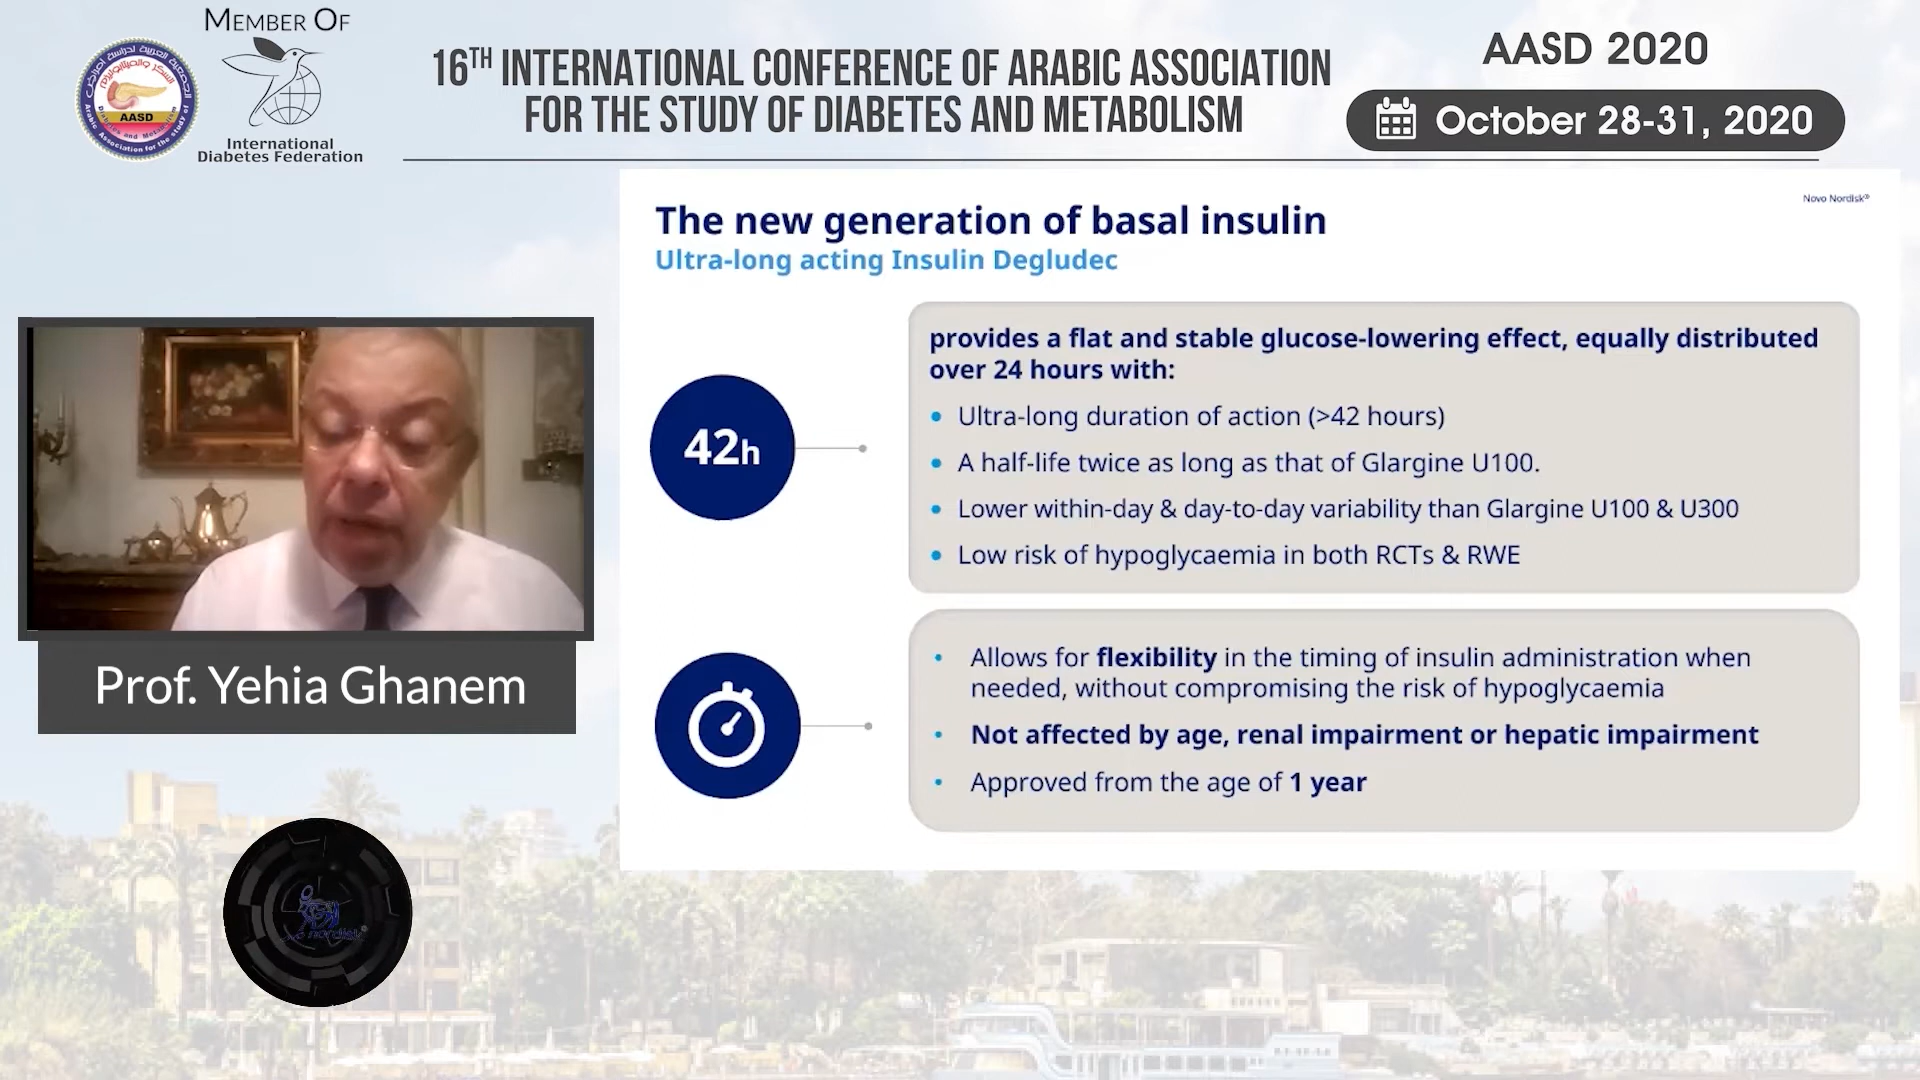 MEMBER OF
AASD
International
Diabetes Federation
16TH INTERNATIONAL CONFERENCE OF ARABIC ASSOCIATION
FOR THE STUDY OF DIABETES AND METABOLISM
AASD 2020
October 28-31, 2020
Novo Nordisk®
The new generation of basal insulin
Ultra-long acting Insulin Degludec
42h
provides a flat and stable glucose-lowering effect, equally distributed
over 24 hours with:
• Ultra-long duration of action (>42 hours)
• A half-life twice as long as that of Glargine U100.
• Lower within-day & day-to-day variability than Glargine U100 & U300
• Low risk of hypoglycaemia in both RCTs & RWE
• Allows for flexibility in the timing of insulin administration when
needed, without compromising the risk of hypoglycaemia
• Not affected by age, renal impairment or hepatic impairment
• Approved from the age of 1 year
Prof. Yehia Ghanem
novo nordisk